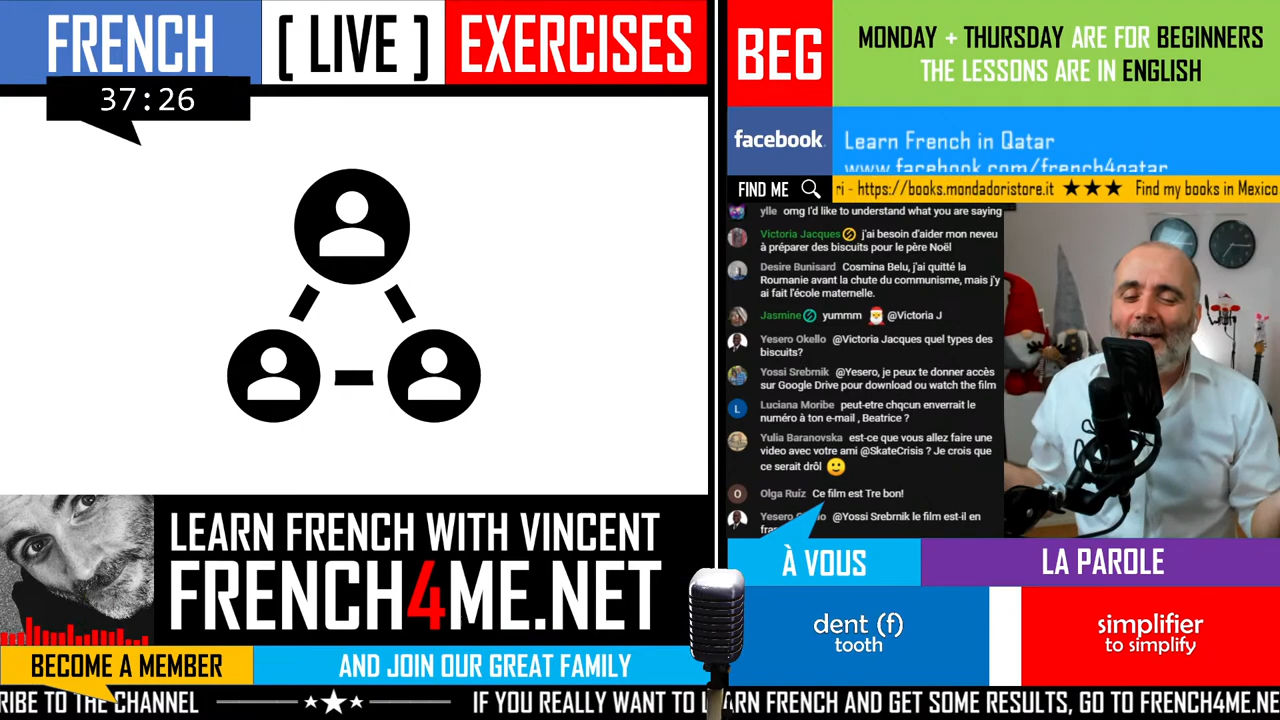 FRENCH
[ LIVE ]
EXERCISES
37:26
BEG
MONDAY + THURSDAY ARE FOR BEGINNERS
THE LESSONS ARE IN ENGLISH
facebook.
Learn French in Qatar
www.facebook.com/french4qatar
FIND ME
ri - https://books.mondadoristore.it ★★★ Find my books in Mexico
ylle omg I'd like to understand what you are saying
Victoria Jacques j'ai besoin d'aider mon neveu
à préparer des biscuits pour le père Noël
Desire Bunisard Cosmina Belu, j'ai quitté la
Roumanie avant la chute du communisme, mais j'y
ai fait l'école maternelle.
Jasmine yummm 🎅 @Victoria J
Yesero Okello @Victoria Jacques quel types des
biscuits?
Yossi Srebrnik @Yesero, je peux te donner accès
sur Google Drive pour download ou watch the film
L
Luciana Moribe peut-etre chqcun enverrait le
numéro à ton e-mail , Beatrice ?
Yulia Baranovska est-ce que vous allez faire une
video avec votre ami @SkateCrisis ? Je crois que
ce serait drôl 🙂
O
Olga Ruíz Ce film est Tre bon!
Yesero @Yossi Srebrnik le film est-il en
À VOUS
LA PAROLE
dent (f)
tooth
simplifier
to simplify
LEARN FRENCH WITH VINCENT
FRENCH4ME.NET
BECOME A MEMBER
AND JOIN OUR GREAT FAMILY
RIBE TO THE CHANNEL
IF YOU REALLY WANT TO LEARN FRENCH AND GET SOME RESULTS, GO TO FRENCH4ME.NE